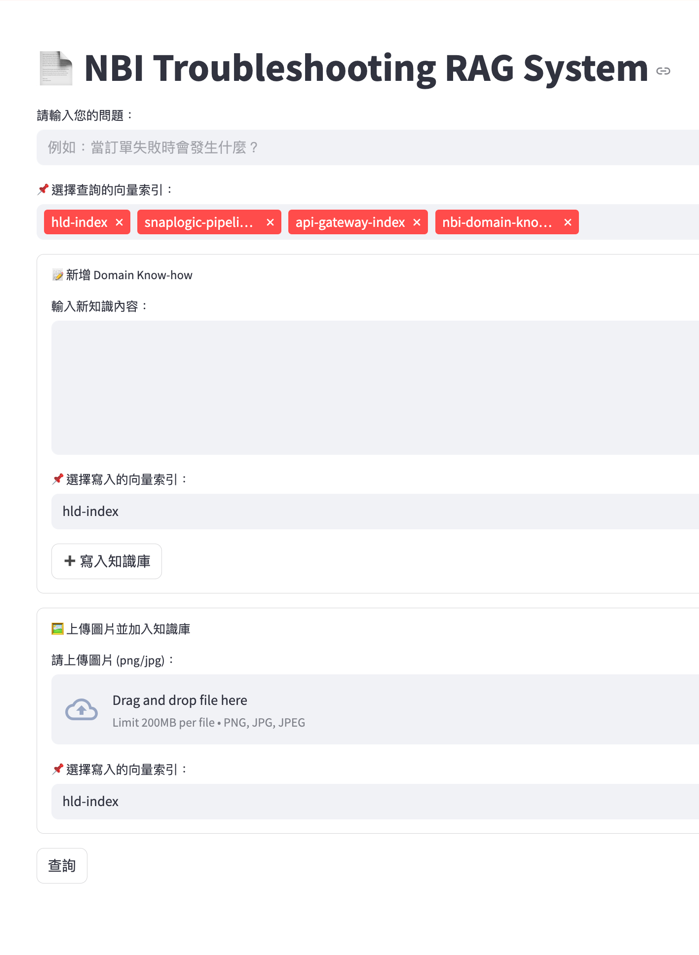 NBI Troubleshooting RAG System
請輸入您的問題：
例如：當訂單失敗時會發生什麼？
選擇查詢的向量索引：
hld-index × snaplogic-pipeli... × api-gateway-index × nbi-domain-kno... ×
新增 Domain Know-how
輸入新知識內容：
選擇寫入的向量索引：
hld-index
+ 寫入知識庫
上傳圖片並加入知識庫
請上傳圖片 (png/jpg)：
Drag and drop file here
Limit 200MB per file • PNG, JPG, JPEG
選擇寫入的向量索引：
hld-index
查詢